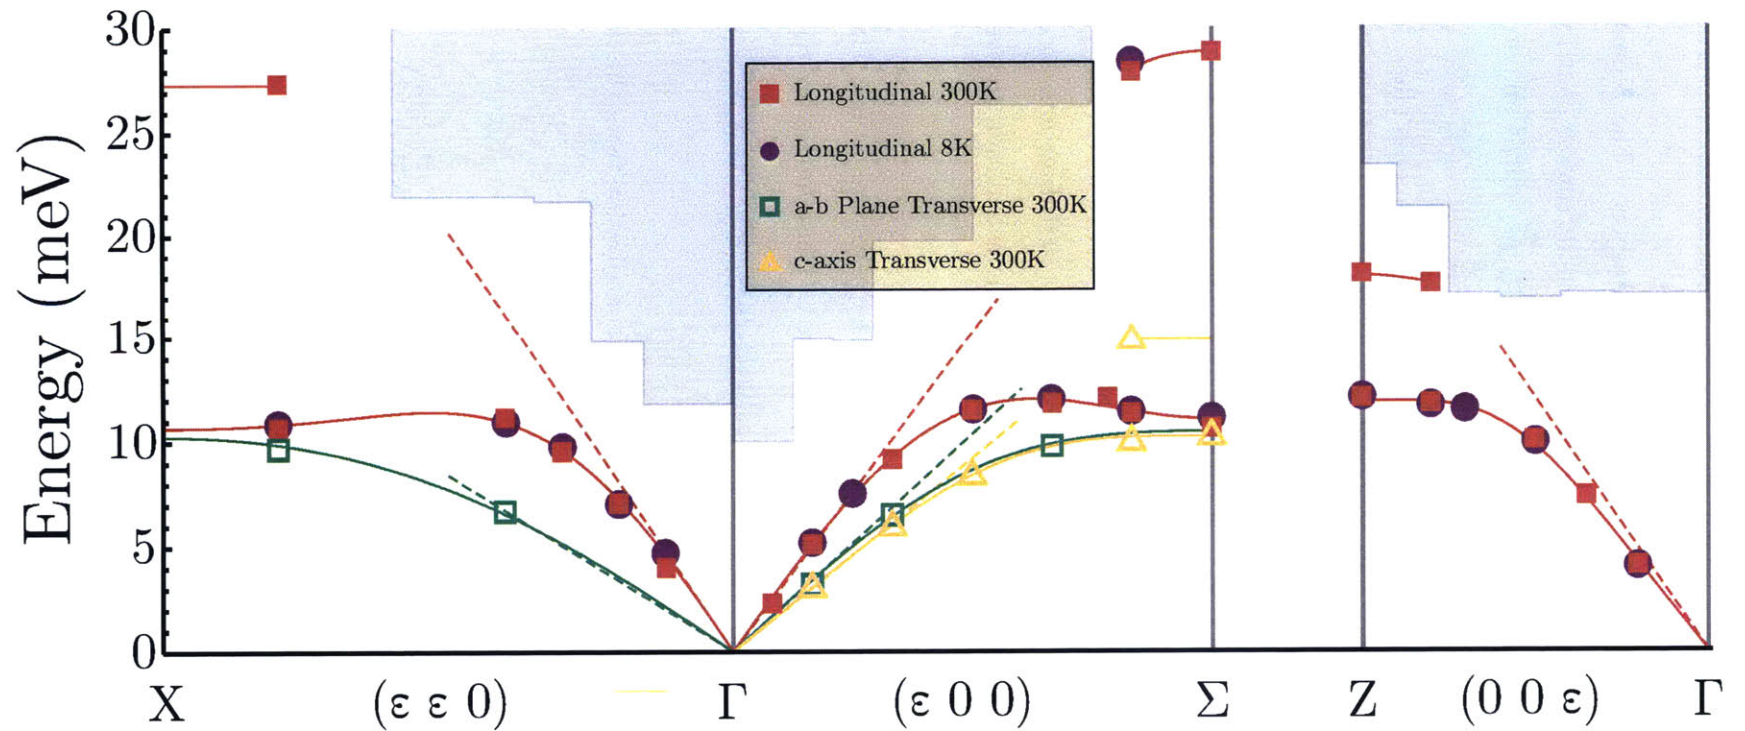 30
25
20
15
10
5
0
Energy (meV)
Longitudinal 300K
Longitudinal 8K
a-b Plane Transverse 300K
c-axis Transverse 300K
X (ε ε 0) Γ (ε 0 0) Σ Z (0 0 ε) Γ